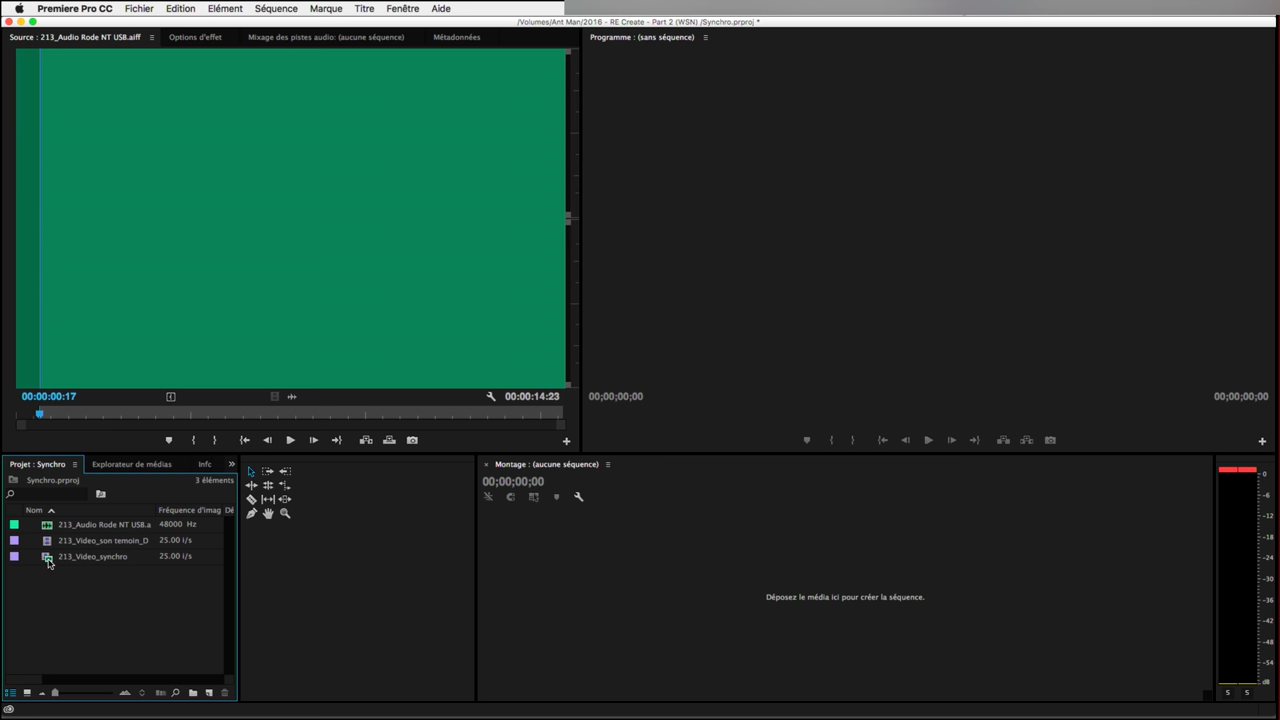 Premiere Pro CC Fichier Edition Elément Séquence Marque Titre Fenêtre Aide
/Volumes/Ant Man/2016 - RE Create - Part 2 (WSN) /Synchro.prproj *
Source : 213_Audio Rode NT USB.aiff Options d'effet Mixage des pistes audio: (aucune séquence) Métadonnées
Programme : (sans séquence)
00:00:00:17 00:00:14:23
00;00;00;00 00;00;00;00
Projet : Synchro Explorateur de médias Infc
Synchro.prproj 3 éléments
Nom Fréquence d'imag Dé
213_Audio Rode NT USB.a 48000 Hz
213_Video_son temoin_D 25.00 i/s
213_Video_synchro 25.00 i/s
Montage : (aucune séquence)
00;00;00;00
Déposez le média ici pour créer la séquence.
0
-6
-12
-18
-24
-30
-36
-42
-48
-54
dB
S S